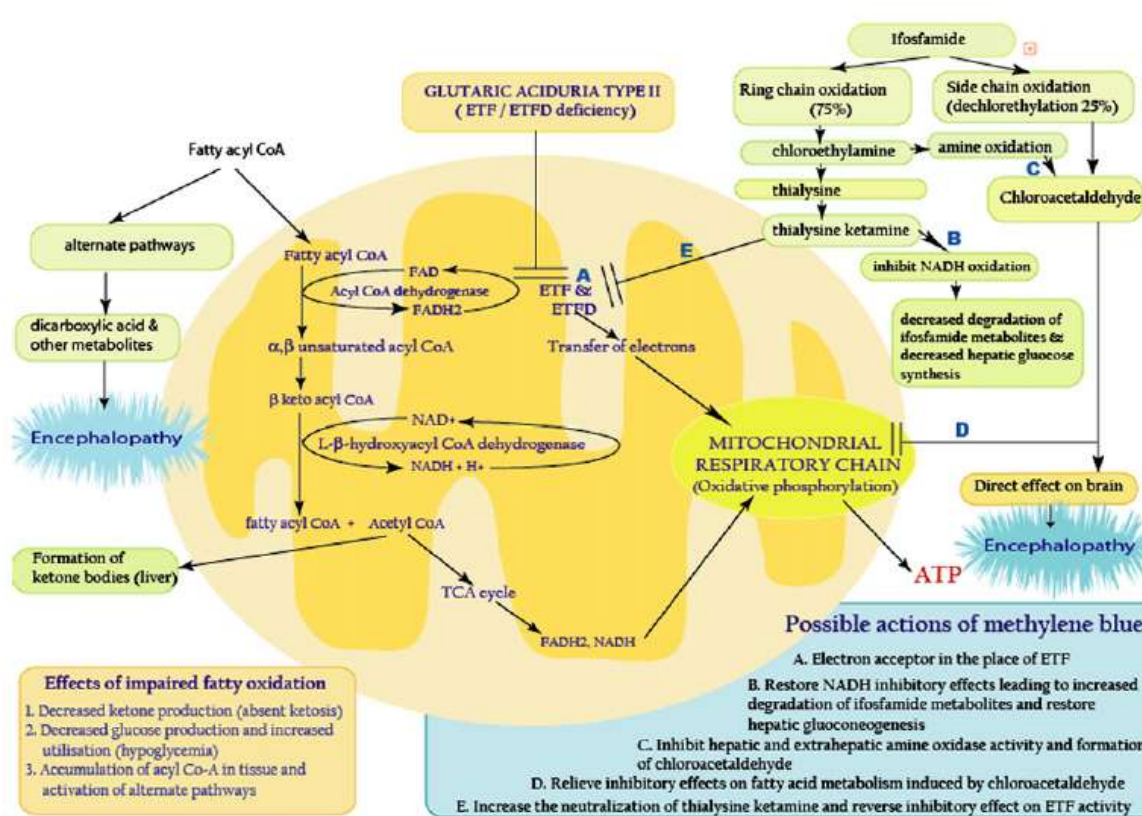 Ifosfamide
Ring chain oxidation
(75%)
Side chain oxidation
(dechlorethylation 25%)
GLUTARIC ACIDURIA TYPE II
( ETF / ETFD deficiency)
chloroethylamine
amine oxidation
C
Fatty acyl CoA
thialysine
Chloroacetaldehyde
thialysine ketamine
B
E
alternate pathways
Fatty acyl CoA
inhibit NADH oxidation
FAD
Acyl CoA dehydrogenase
FADH2
A
ETF &
ETFD
dicarboxylic acid &
other metabolites
decreased degradation of
ifosfamide metabolites &
decreased hepatic gluocose
synthesis
α,β unsaturated acyl CoA
Transfer of electrons
β keto acyl CoA
Encephalopathy
NAD+
L-β-hydroxyacyl CoA dehydrogenase
NADH + H+
D
MITOCHONDRIAL
RESPIRATORY CHAIN
(Oxidative phosphorylation)
Direct effect on brain
fatty acyl CoA + Acetyl CoA
Encephalopathy
Formation of
ketone bodies (liver)
ATP
TCA cycle
FADH2, NADH
Effects of impaired fatty oxidation
1. Decreased ketone production (absent ketosis)
2. Decreased glucose production and increased
utilisation (hypoglycemia)
3. Accumulation of acyl Co-A in tissue and
activation of alternate pathways
Possible actions of methylene blue
A. Electron acceptor in the place of ETF
B. Restore NADH inhibitory effects leading to increased
degradation of ifosfamide metabolites and restore
hepatic gluconeogenesis
C. Inhibit hepatic and extrahepatic amine oxidase activity and formation
of chloroacetaldehyde
D. Relieve inhibitory effects on fatty acid metabolism induced by chloroacetaldehyde
E. Increase the neutralization of thialysine ketamine and reverse inhibitory effect on ETF activity